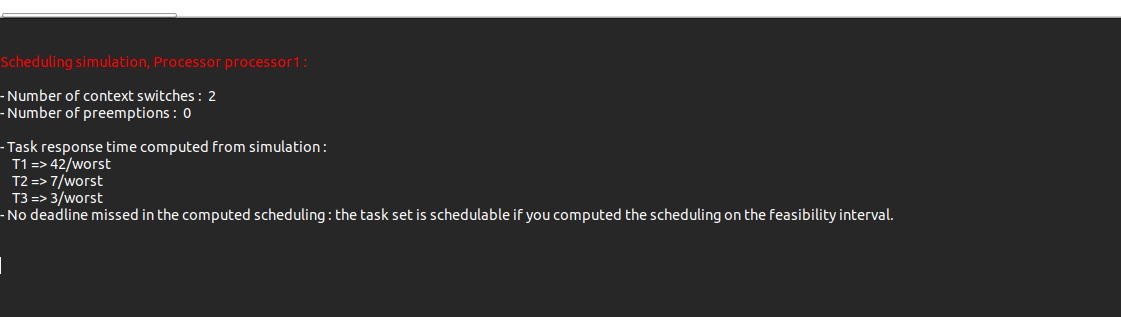 Scheduling simulation, Processor processor1 :
- Number of context switches :  2
- Number of preemptions :  0
- Task response time computed from simulation :
T1 => 42/worst
T2 => 7/worst
T3 => 3/worst
- No deadline missed in the computed scheduling : the task set is schedulable if you computed the scheduling on the feasibility interval.